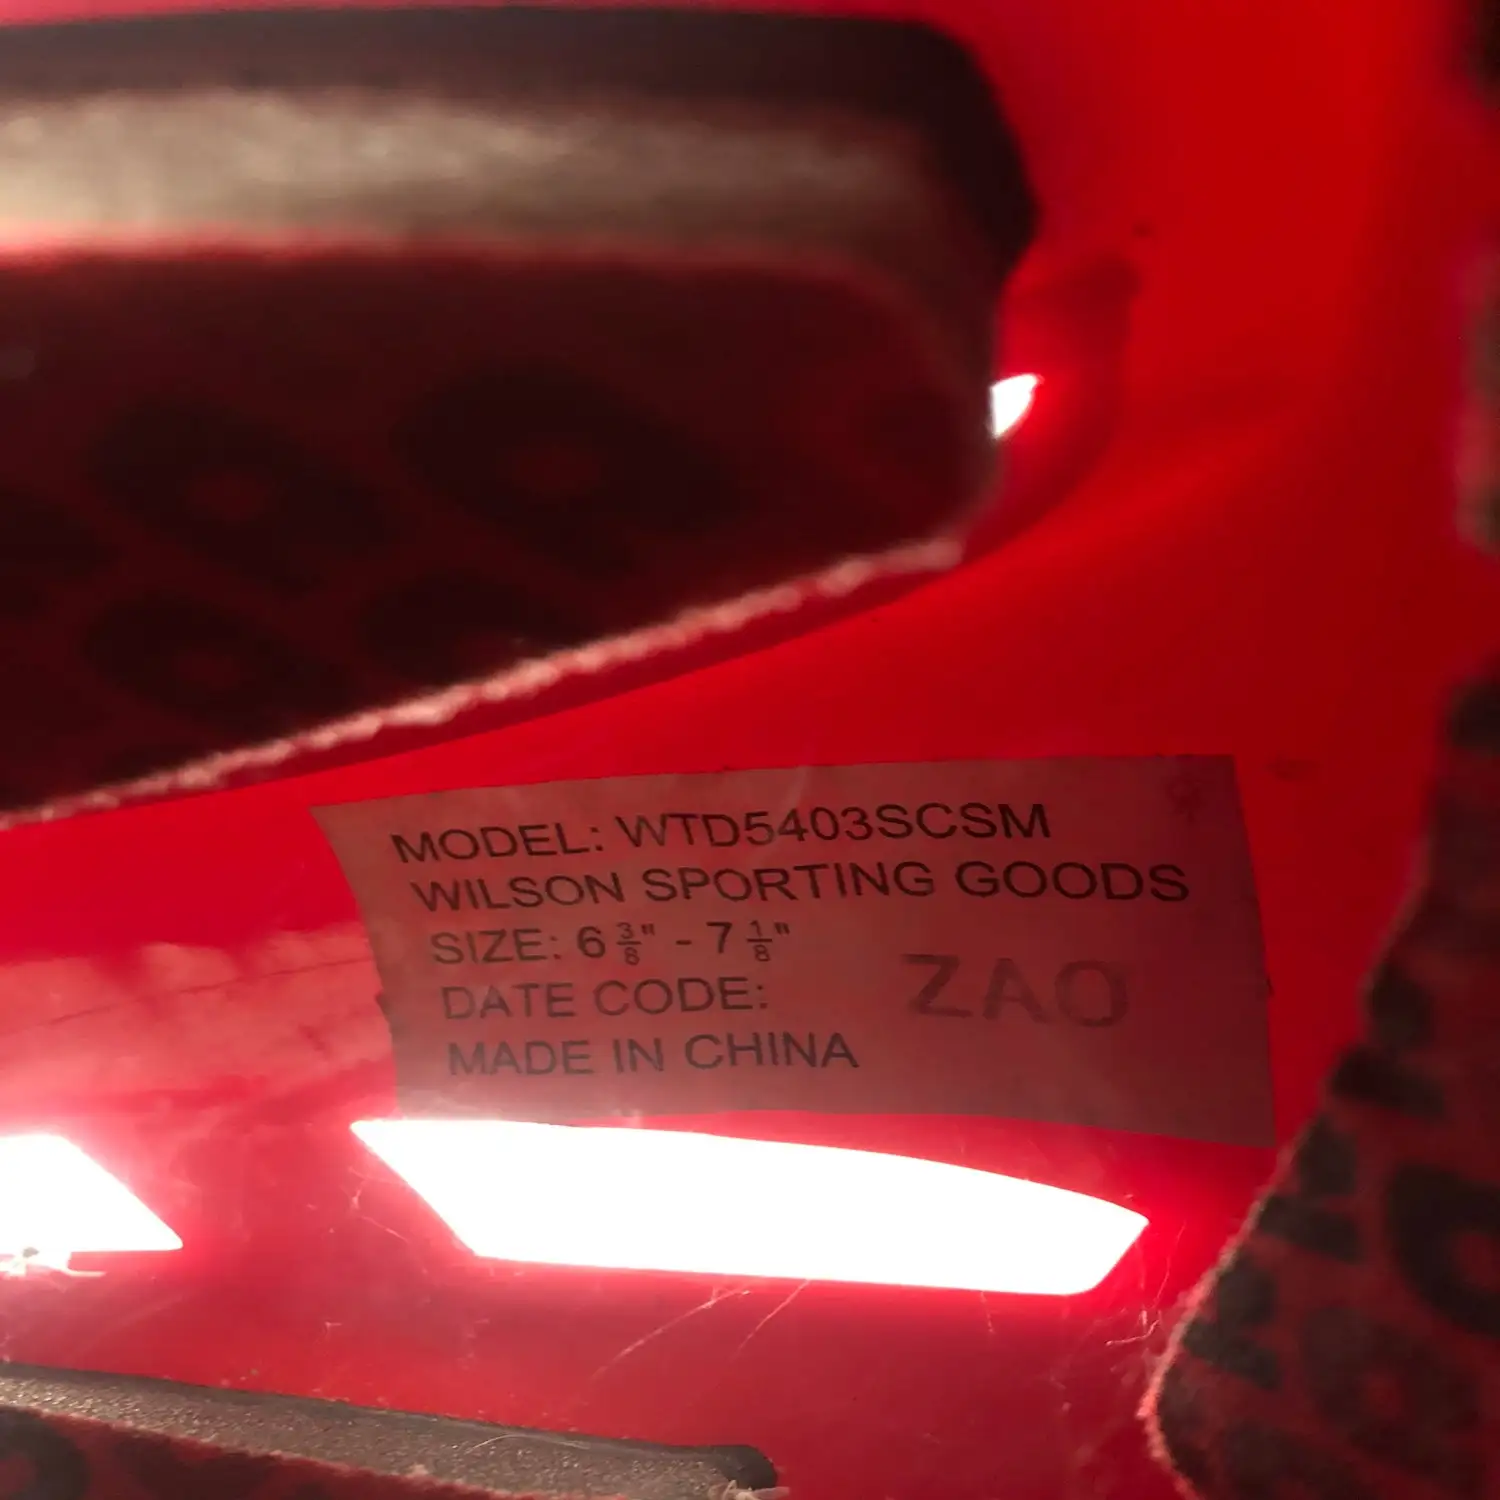 MODEL: WTD5403SCSM
WILSON SPORTING GOODS
SIZE: 6 3/8" - 7 1/8"
DATE CODE: ZAO
MADE IN CHINA